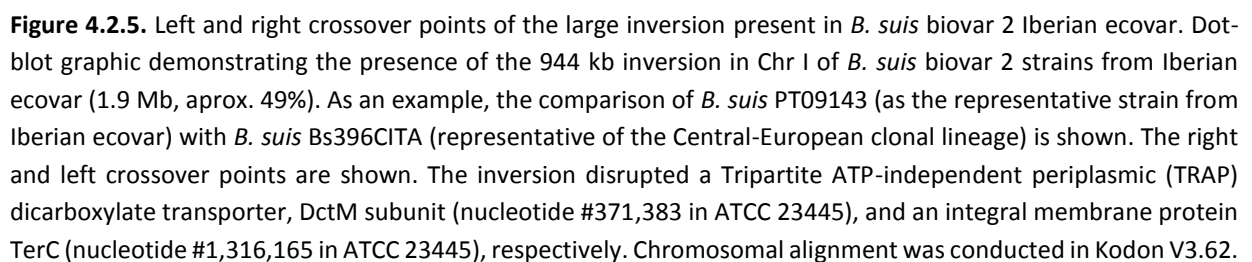 Figure 4.2.5. Left and right crossover points of the large inversion present in B. suis biovar 2 Iberian ecovar. Dot-
blot graphic demonstrating the presence of the 944 kb inversion in Chr I of B. suis biovar 2 strains from Iberian
ecovar (1.9 Mb, aprox. 49%). As an example, the comparison of B. suis PT09143 (as the representative strain from
Iberian ecovar) with B. suis Bs396CITA (representative of the Central-European clonal lineage) is shown. The right
and left crossover points are shown. The inversion disrupted a Tripartite ATP-independent periplasmic (TRAP)
dicarboxylate transporter, DctM subunit (nucleotide #371,383 in ATCC 23445), and an integral membrane protein
TerC (nucleotide #1,316,165 in ATCC 23445), respectively. Chromosomal alignment was conducted in Kodon V3.62.